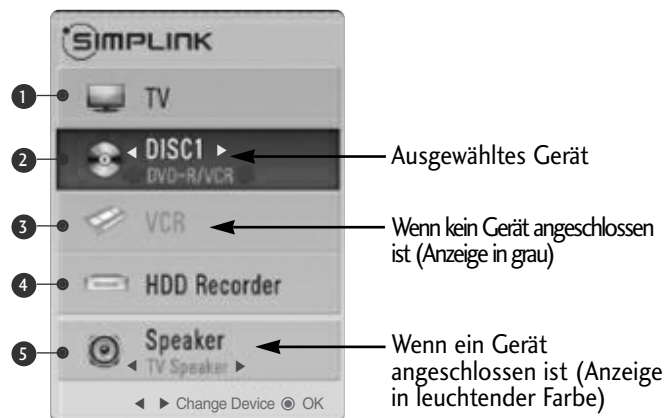 SIMPLINK
1 TV
2 DISC1
DVD-R/VCR
Ausgewähltes Gerät
3 VCR
Wenn kein Gerät angeschlossen
ist (Anzeige in grau)
4 HDD Recorder
5 Speaker
TV Speaker
Wenn ein Gerät
angeschlossen ist (Anzeige
in leuchtender Farbe)
◄ ► Change Device ◉ OK